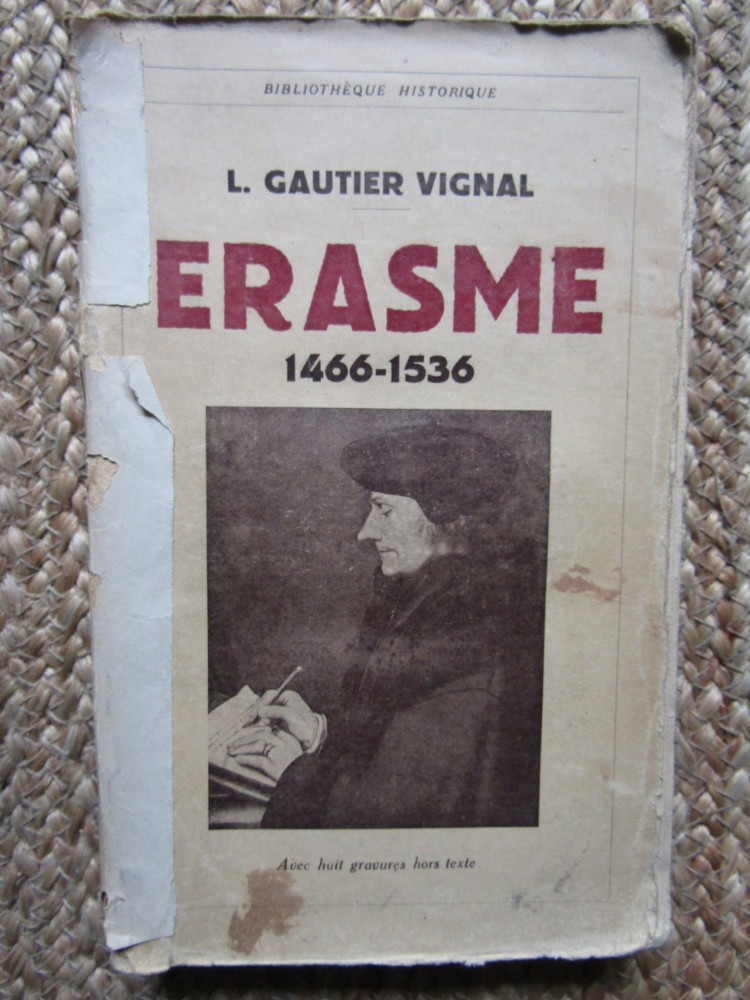 BIBLIOTHÈQUE HISTORIQUE
L. GAUTIER VIGNAL
ERASME
1466-1536
Avec huit gravures hors texte